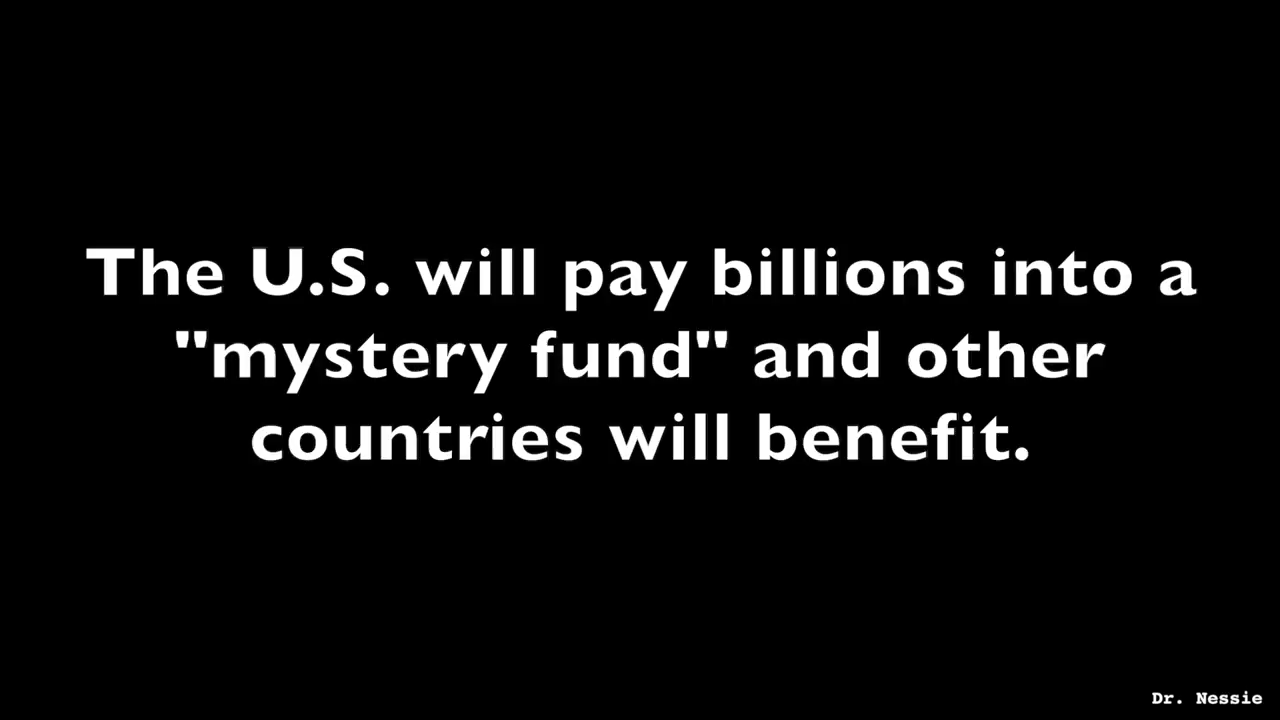 The U.S. will pay billions into a
"mystery fund" and other
countries will benefit.
Dr. Nessie